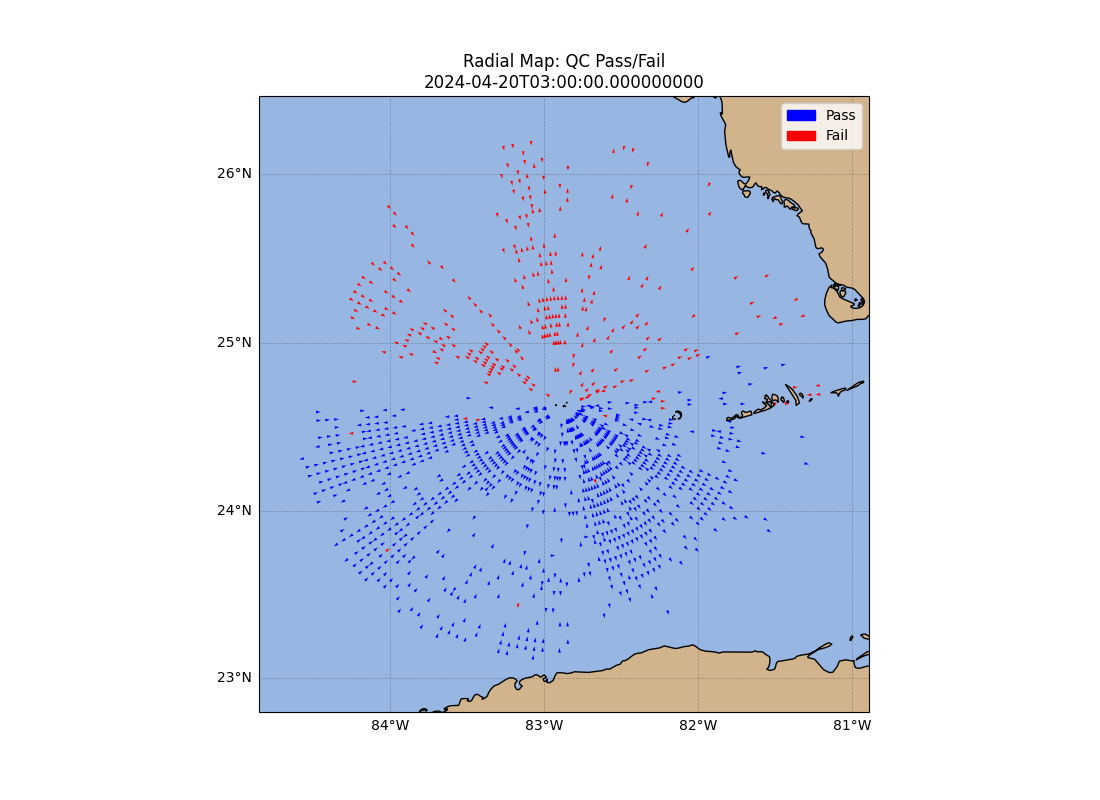 Radial Map: QC Pass/Fail
2024-04-20T03:00:00.000000000
Pass
Fail
26°N
25°N
24°N
23°N
84°W
83°W
82°W
81°W